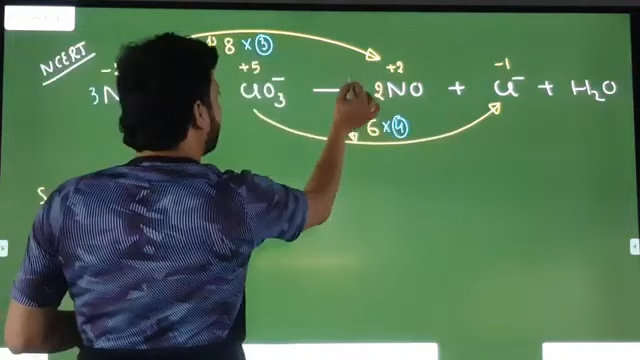 8 × 3
NCERT
+5 +2 -1
3N ClO₃⁻ — 2NO + Cl⁻ + H₂O
6 × 4
S